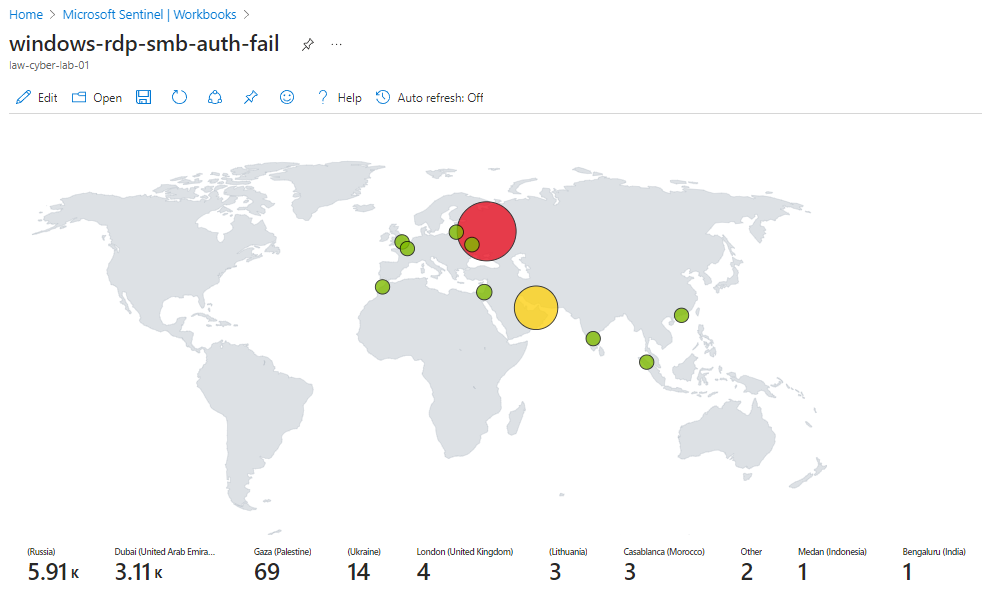 Home > Microsoft Sentinel | Workbooks >
windows-rdp-smb-auth-fail ...
law-cyber-lab-01
Edit Open ? Help Auto refresh: Off
(Russia) Dubai (United Arab Emira... Gaza (Palestine) (Ukraine) London (United Kingdom) (Lithuania) Casablanca (Morocco) Other Medan (Indonesia) Bengaluru (India)
5.91 K 3.11 K 69 14 4 3 3 2 1 1